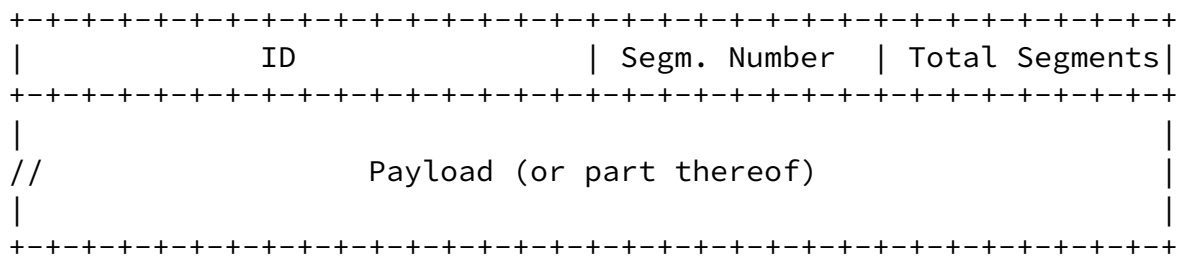 +-+-+-+-+-+-+-+-+-+-+-+-+-+-+-+-+-+-+-+-+-+-+-+-+-+-+-+-+-+-+-+-+
|             ID                | Segm. Number  | Total Segments|
+-+-+-+-+-+-+-+-+-+-+-+-+-+-+-+-+-+-+-+-+-+-+-+-+-+-+-+-+-+-+-+-+
|                                                               |
//                  Payload (or part thereof)                   |
|                                                               |
+-+-+-+-+-+-+-+-+-+-+-+-+-+-+-+-+-+-+-+-+-+-+-+-+-+-+-+-+-+-+-+-+